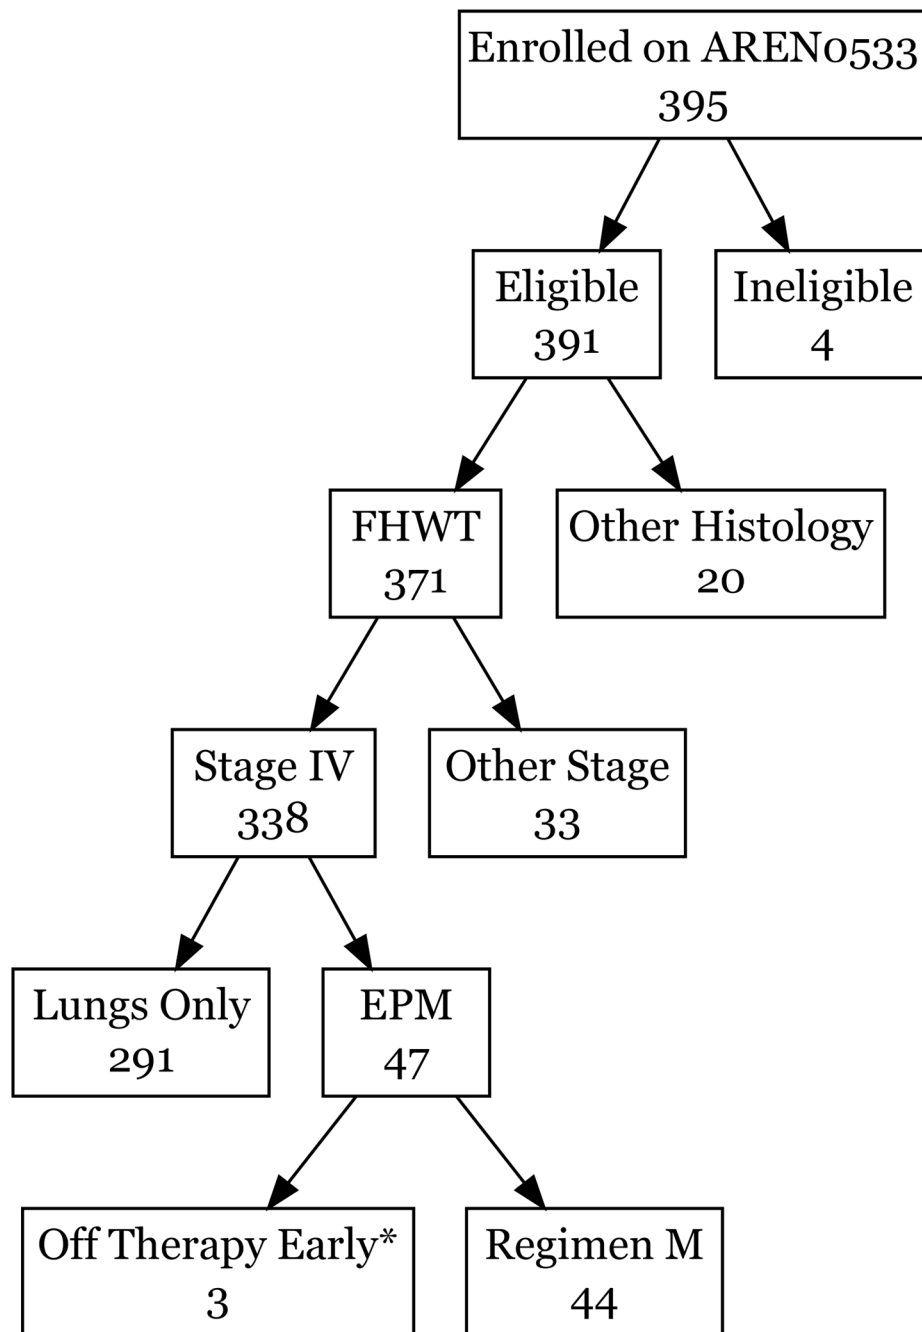 Enrolled on AREN0533
395
Eligible
391
Ineligible
4
FHWT
371
Other Histology
20
Stage IV
338
Other Stage
33
Lungs Only
291
EPM
47
Off Therapy Early*
3
Regimen M
44